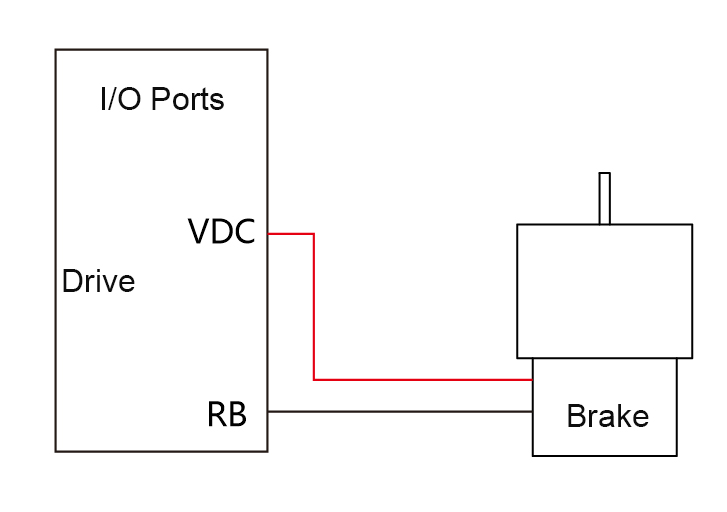 I/O Ports
VDC
Drive
RB
Brake